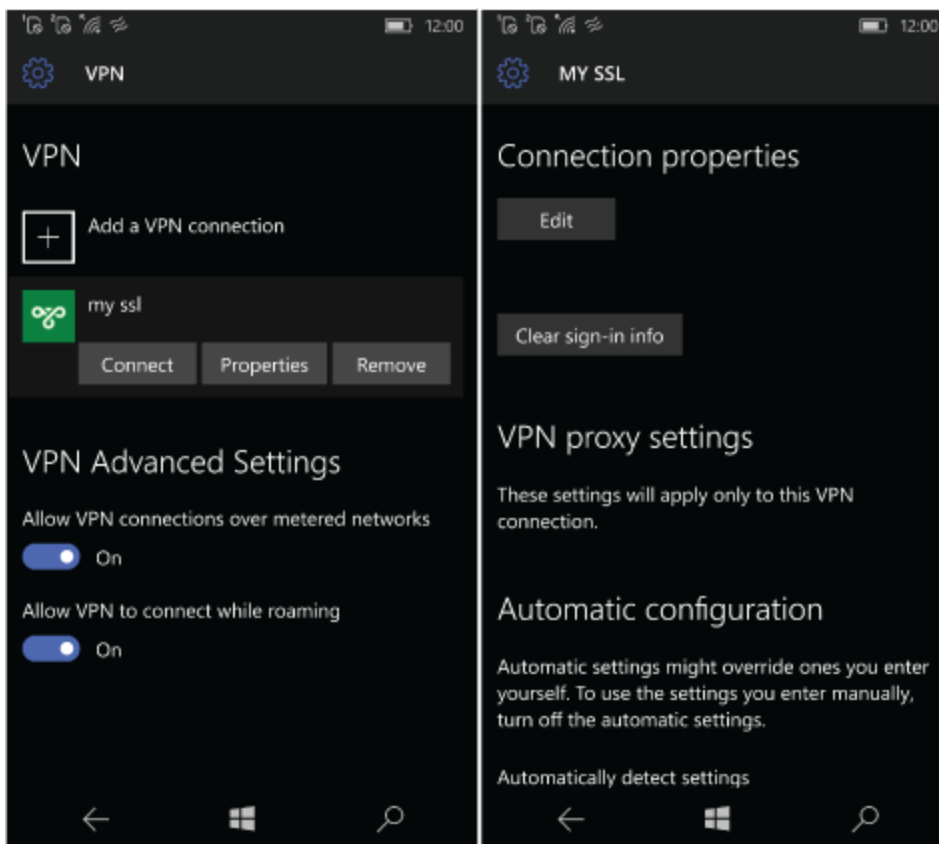 12:00
VPN
VPN
Add a VPN connection
my ssl
Connect Properties Remove
VPN Advanced Settings
Allow VPN connections over metered networks
On
Allow VPN to connect while roaming
On
12:00
MY SSL
Connection properties
Edit
Clear sign-in info
VPN proxy settings
These settings will apply only to this VPN
connection.
Automatic configuration
Automatic settings might override ones you enter
yourself. To use the settings you enter manually,
turn off the automatic settings.
Automatically detect settings